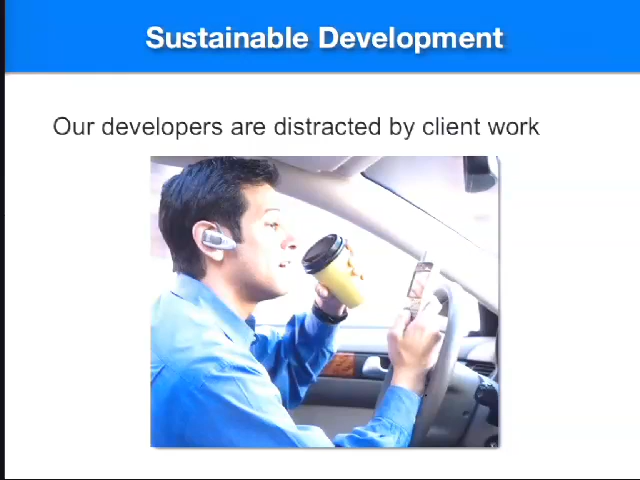 Sustainable Development
Our developers are distracted by client work